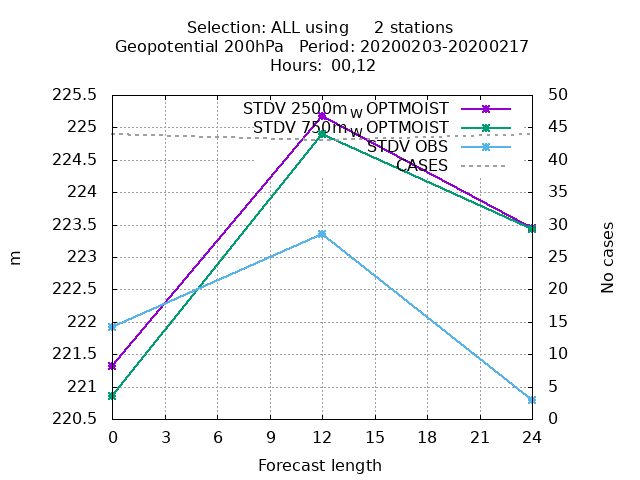 Selection: ALL using     2 stations
Geopotential 200hPa   Period: 20200203-20200217
Hours: 00,12
225.5
225
224.5
224
223.5
223
222.5
222
221.5
221
220.5
m
STDV 2500m_W OPTMOIST
STDV 750m_W OPTMOIST
STDV OBS
CASES
50
45
40
35
30
25
20
15
10
5
0
No cases
0 3 6 9 12 15 18 21 24
Forecast length